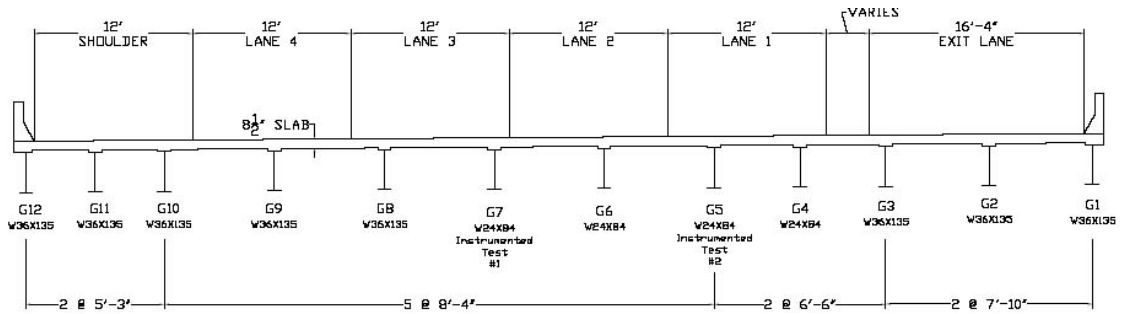 12' 12' 12' 12' 12' VARIES 16'-4"
SHOULDER LANE 4 LANE 3 LANE 2 LANE 1 EXIT LANE
8 1/2" SLAB
G12 G11 G10 G9 G8 G7 G6 G5 G4 G3 G2 G1
W36X135 W36X135 W36X135 W36X135 W36X135 W24X84 W24X84 W24X84 W24X84 W36X135 W36X135 W36X135
Instrumented Instrumented
Test Test
#1 #2
2 @ 5'-3" 5 @ 8'-4" 2 @ 6'-6" 2 @ 7'-10"